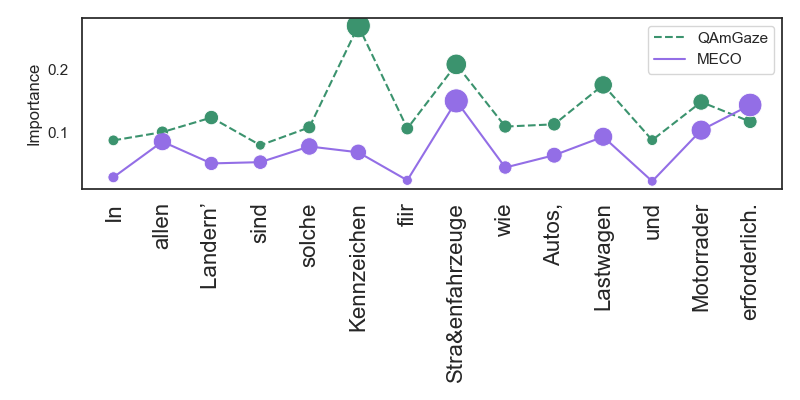 QAmGaze
MECO
Importance
0.2
0.1
In
allen
Landern’
sind
solche
Kennzeichen
fiir
Stra&enfahrzeuge
wie
Autos,
Lastwagen
und
Motorrader
erforderlich.